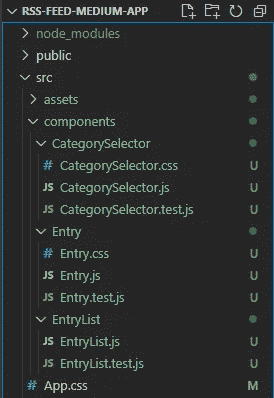 RSS-FEED-MEDIUM-APP
node_modules
public
src
assets
components
CategorySelector
# CategorySelector.css U
JS CategorySelector.js U
JS CategorySelector.test.js U
Entry
# Entry.css U
JS Entry.js U
JS Entry.test.js U
EntryList
JS EntryList.js U
JS EntryList.test.js U
# App.css M